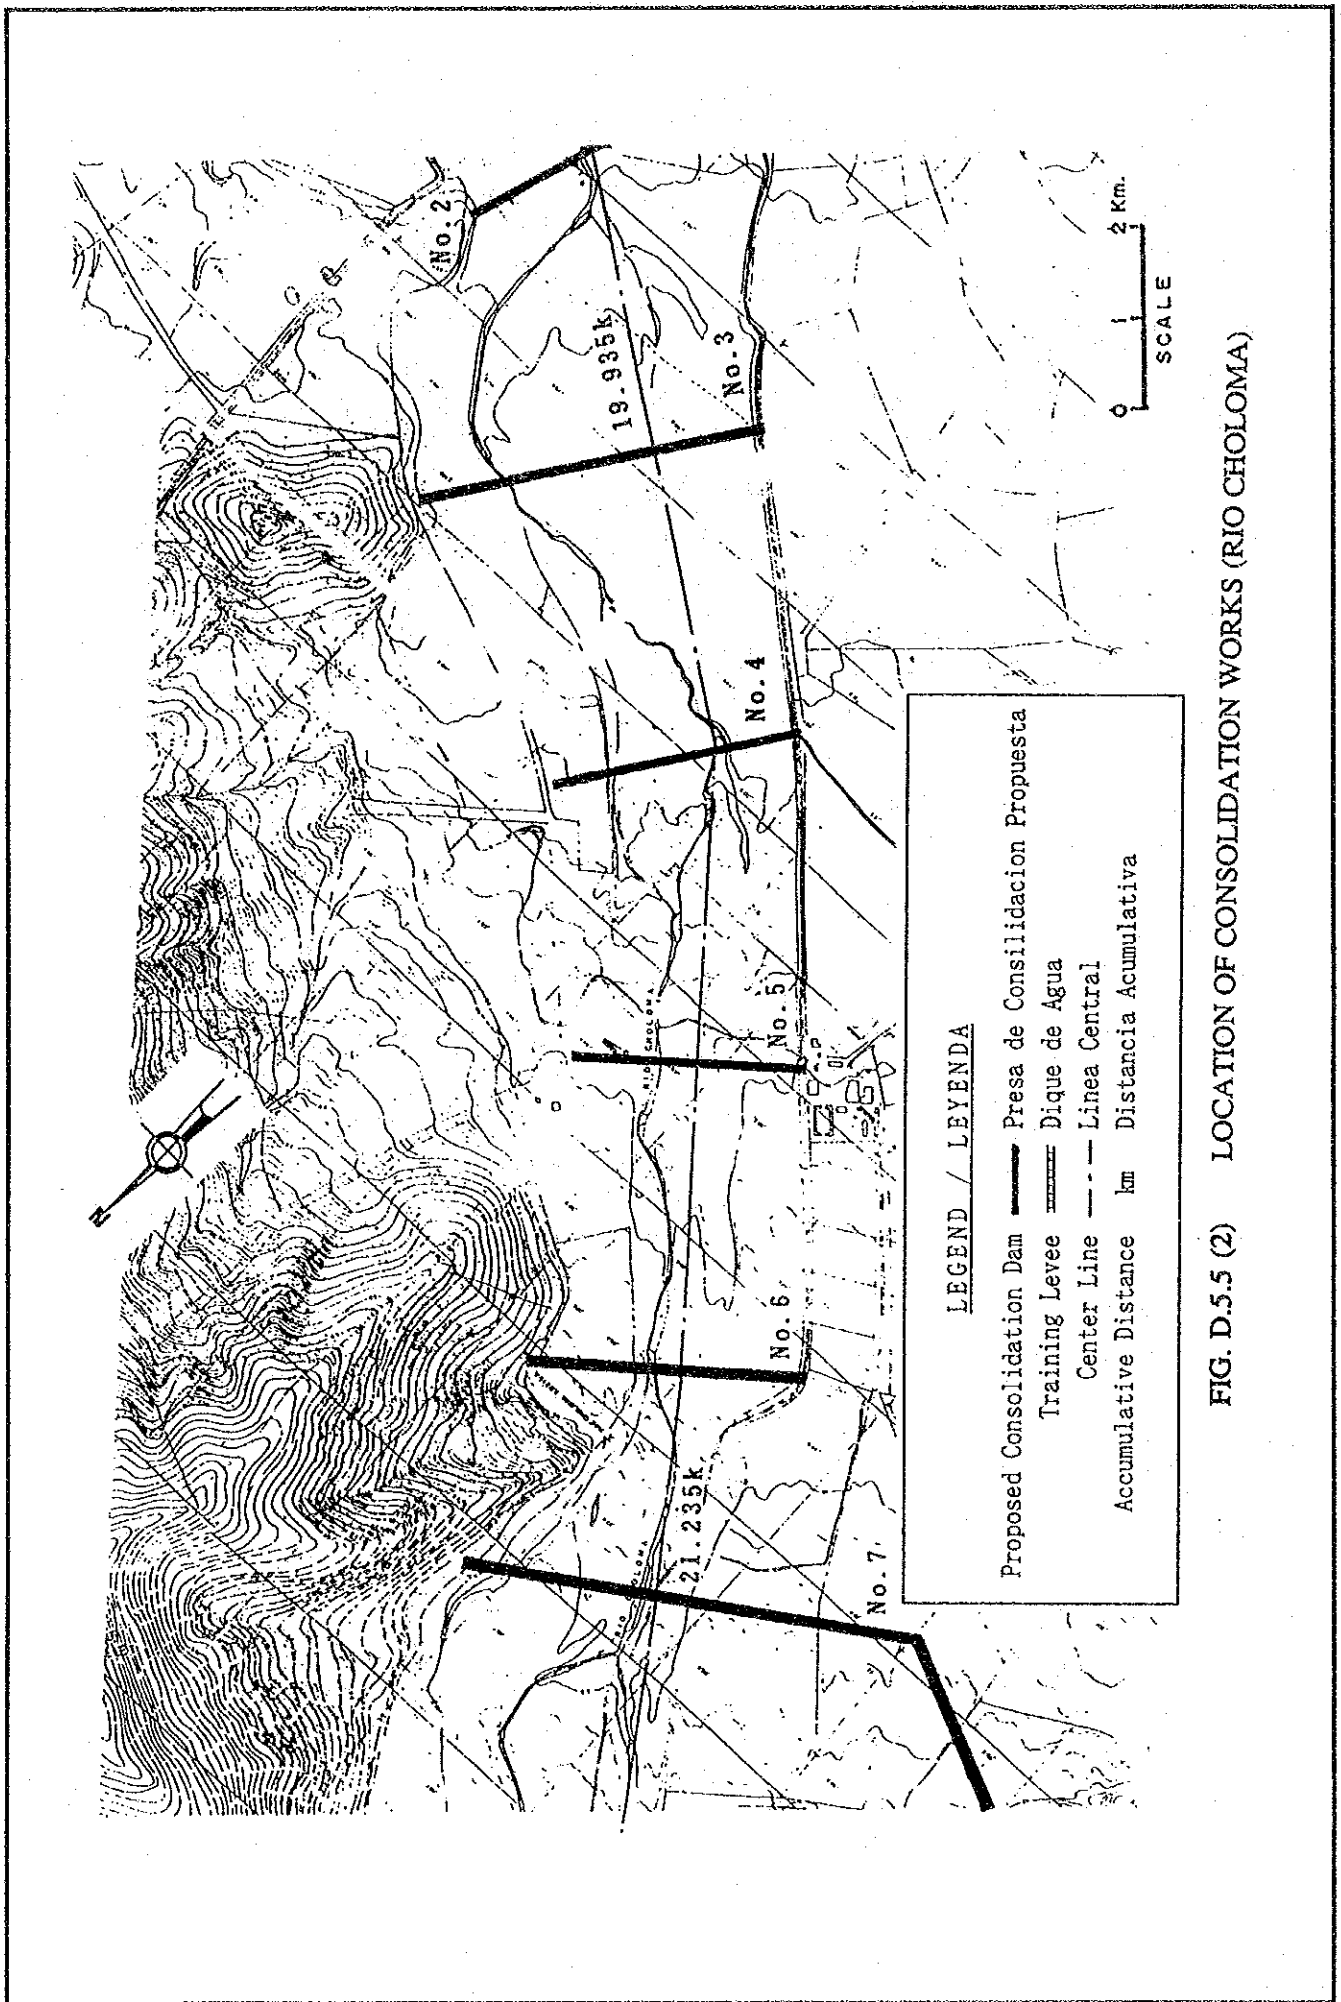 N
No.7
21.235k
No.6
No.5
No.4
19.935k
No.3
No.2
RIO CHOLOMA
LEGEND / LEYENDA
Proposed Consolidation Dam Presa de Consilidacion Propuesta
Training Levee Dique de Agua
Center Line Linea Central
Accumulative Distance km Distancia Acumulativa
0 1 2 Km.
SCALE
FIG. D.5.5 (2) LOCATION OF CONSOLIDATION WORKS (RIO CHOLOMA)